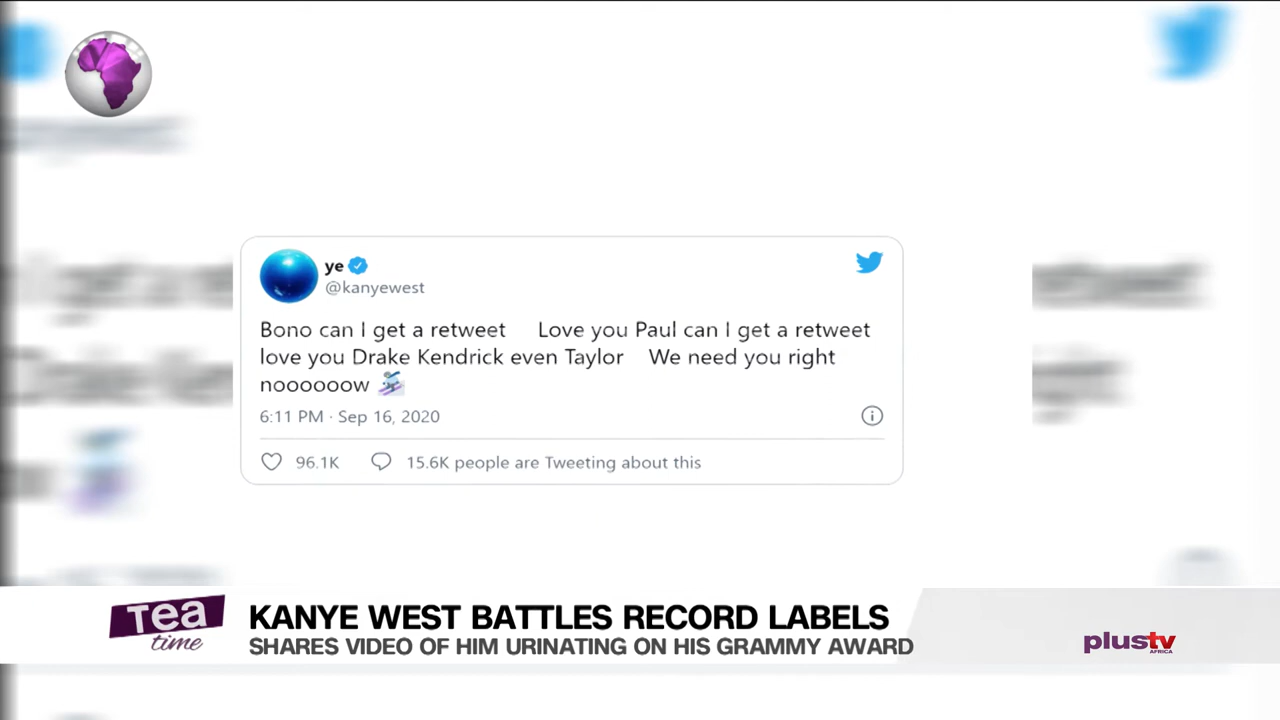 ye
@kanyewest
Bono can I get a retweet Love you Paul can I get a retweet
love you Drake Kendrick even Taylor We need you right
noooooow
6:11 PM · Sep 16, 2020
96.1K 15.6K people are Tweeting about this
Tea
time
KANYE WEST BATTLES RECORD LABELS
SHARES VIDEO OF HIM URINATING ON HIS GRAMMY AWARD
plustv
AFRICA